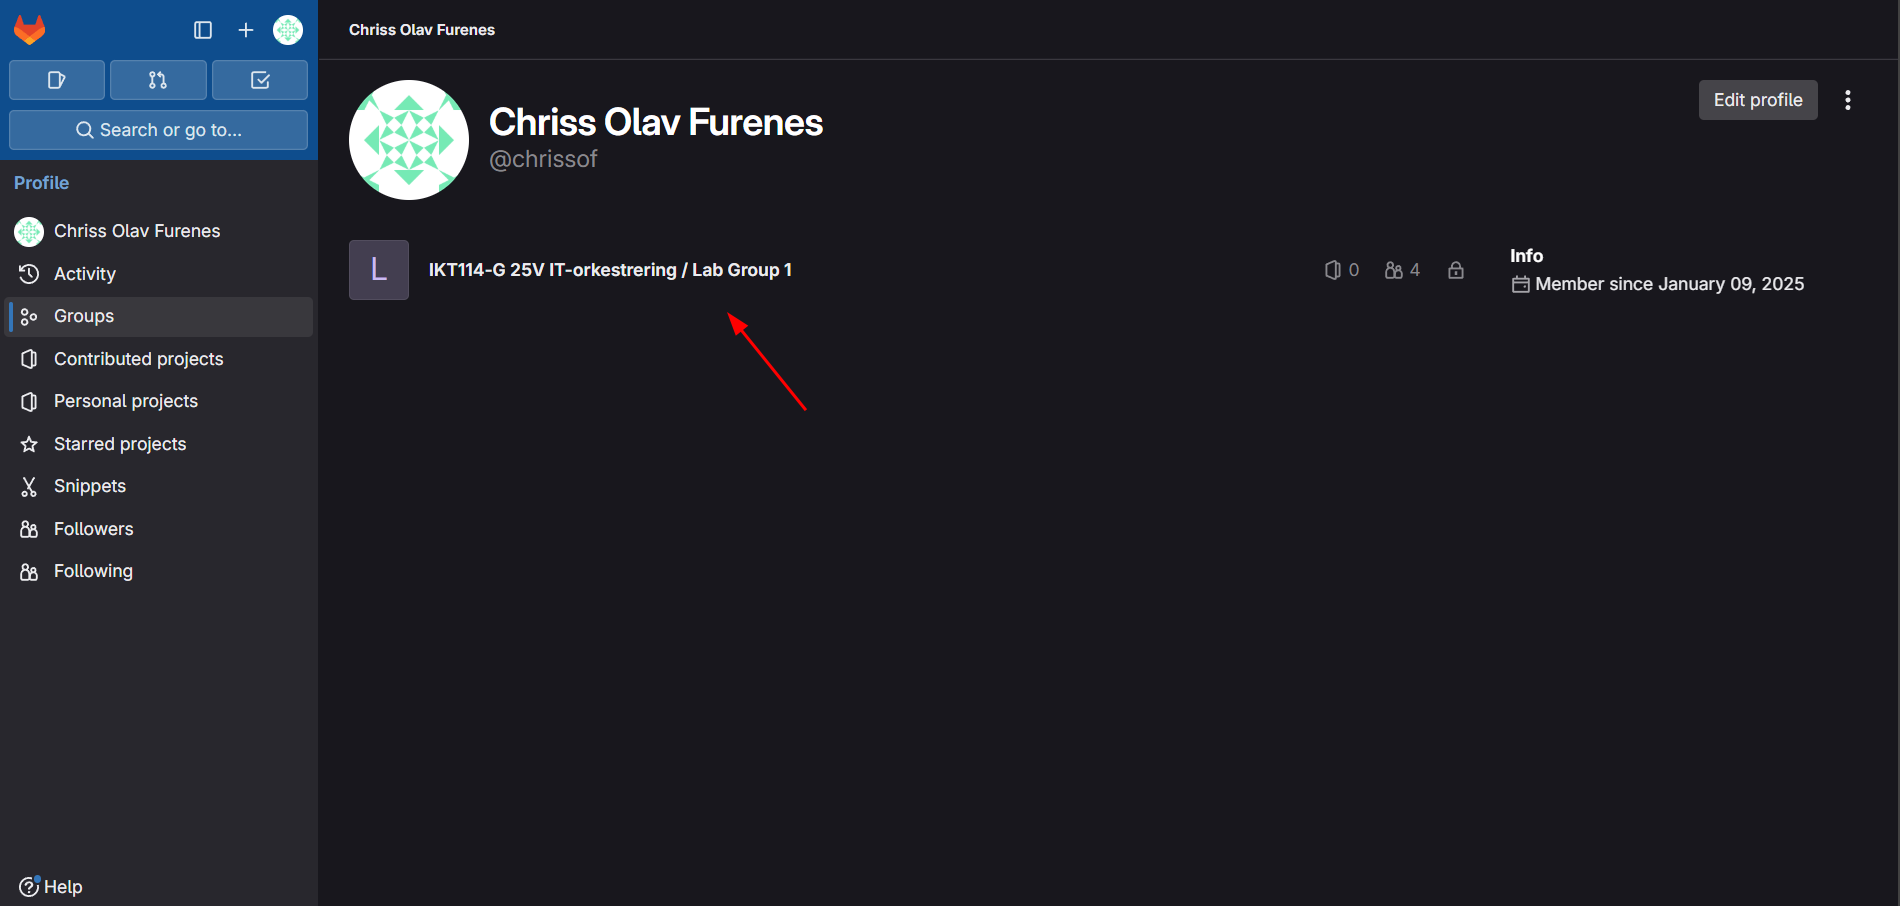 Chriss Olav Furenes
Search or go to...
Profile
Chriss Olav Furenes
Activity
Groups
Contributed projects
Personal projects
Starred projects
Snippets
Followers
Following
Help
Chriss Olav Furenes
@chrissof
Edit profile
L
IKT114-G 25V IT-orkestrering / Lab Group 1
0
4
Info
Member since January 09, 2025